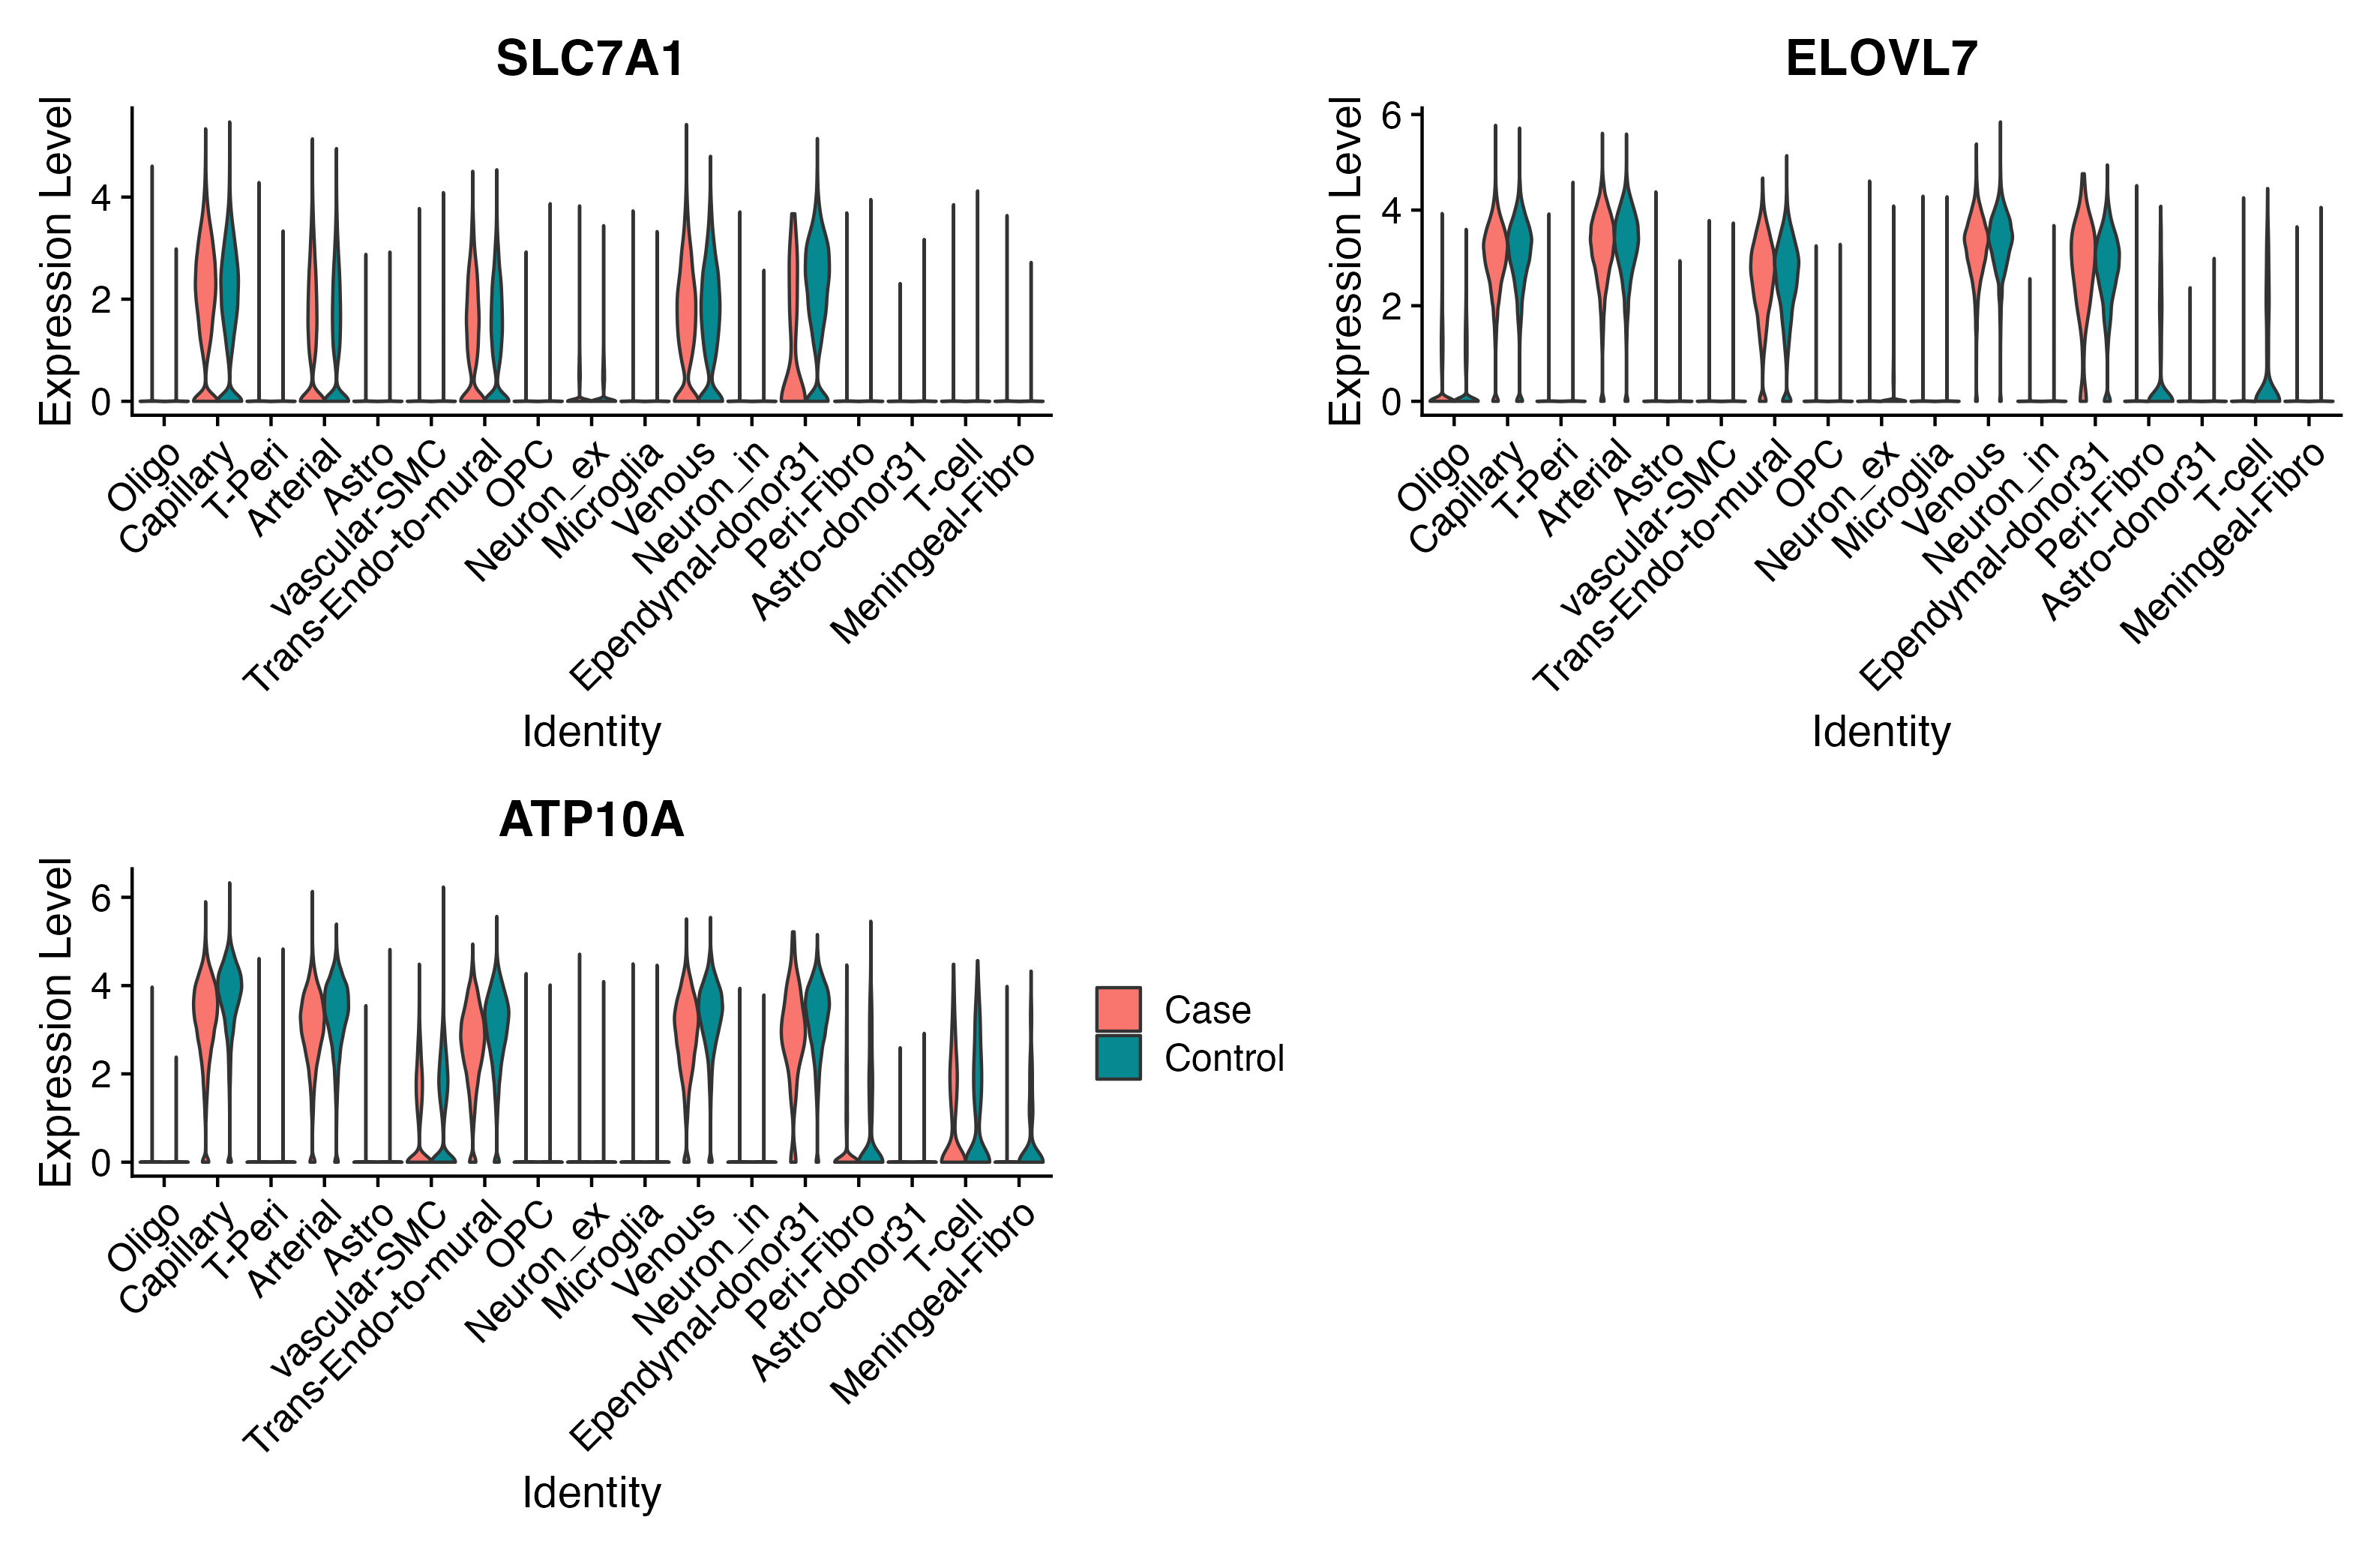 SLC7A1
Expression Level
4
2
0
Oligo
Capillary
T-Peri
Arterial
Astro
vascular-SMC
Trans-Endo-to-mural
OPC
Neuron_ex
Microglia
Venous
Neuron_in
Ependymal-donor31
Peri-Fibro
Astro-donor31
T-cell
Meningeal-Fibro
Identity
ELOVL7
Expression Level
6
4
2
0
Oligo
Capillary
T-Peri
Arterial
Astro
vascular-SMC
Trans-Endo-to-mural
OPC
Neuron_ex
Microglia
Venous
Neuron_in
Ependymal-donor31
Peri-Fibro
Astro-donor31
T-cell
Meningeal-Fibro
Identity
ATP10A
Expression Level
6
4
2
0
Oligo
Capillary
T-Peri
Arterial
Astro
vascular-SMC
Trans-Endo-to-mural
OPC
Neuron_ex
Microglia
Venous
Neuron_in
Ependymal-donor31
Peri-Fibro
Astro-donor31
T-cell
Meningeal-Fibro
Identity
Case
Control